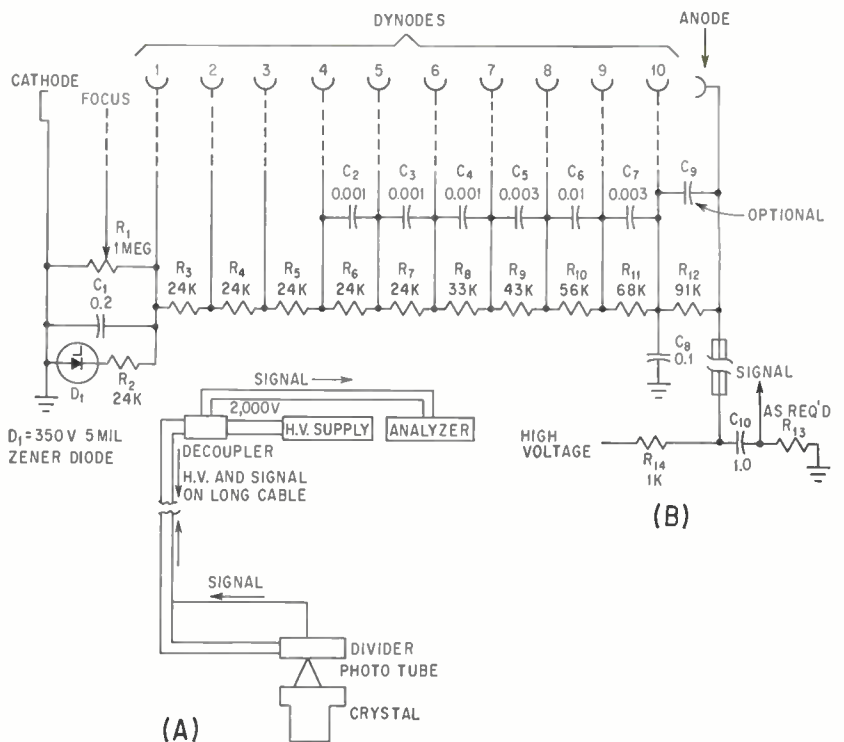 DYNODES
ANODE
CATHODE
1 2 3 4 5 6 7 8 9 10
FOCUS
C2
0.001
C3
0.001
C4
0.001
C5
0.003
C6
0.01
C7
0.003
C9
OPTIONAL
R1
1 MEG
C1
0.2
R3
24K
R4
24K
R5
24K
R6
24K
R7
24K
R8
33K
R9
43K
R10
56K
R11
68K
R12
91K
D1
R2
24K
C8
0.1
SIGNAL
D1=350 V 5 MIL
ZENER DIODE
HIGH
VOLTAGE
R14
1K
C10
1.0
AS REQ'D
R13
(B)
SIGNAL
2,000V
H.V. SUPPLY
ANALYZER
DECOUPLER
H.V. AND SIGNAL
ON LONG CABLE
SIGNAL
DIVIDER
PHOTO TUBE
CRYSTAL
(A)